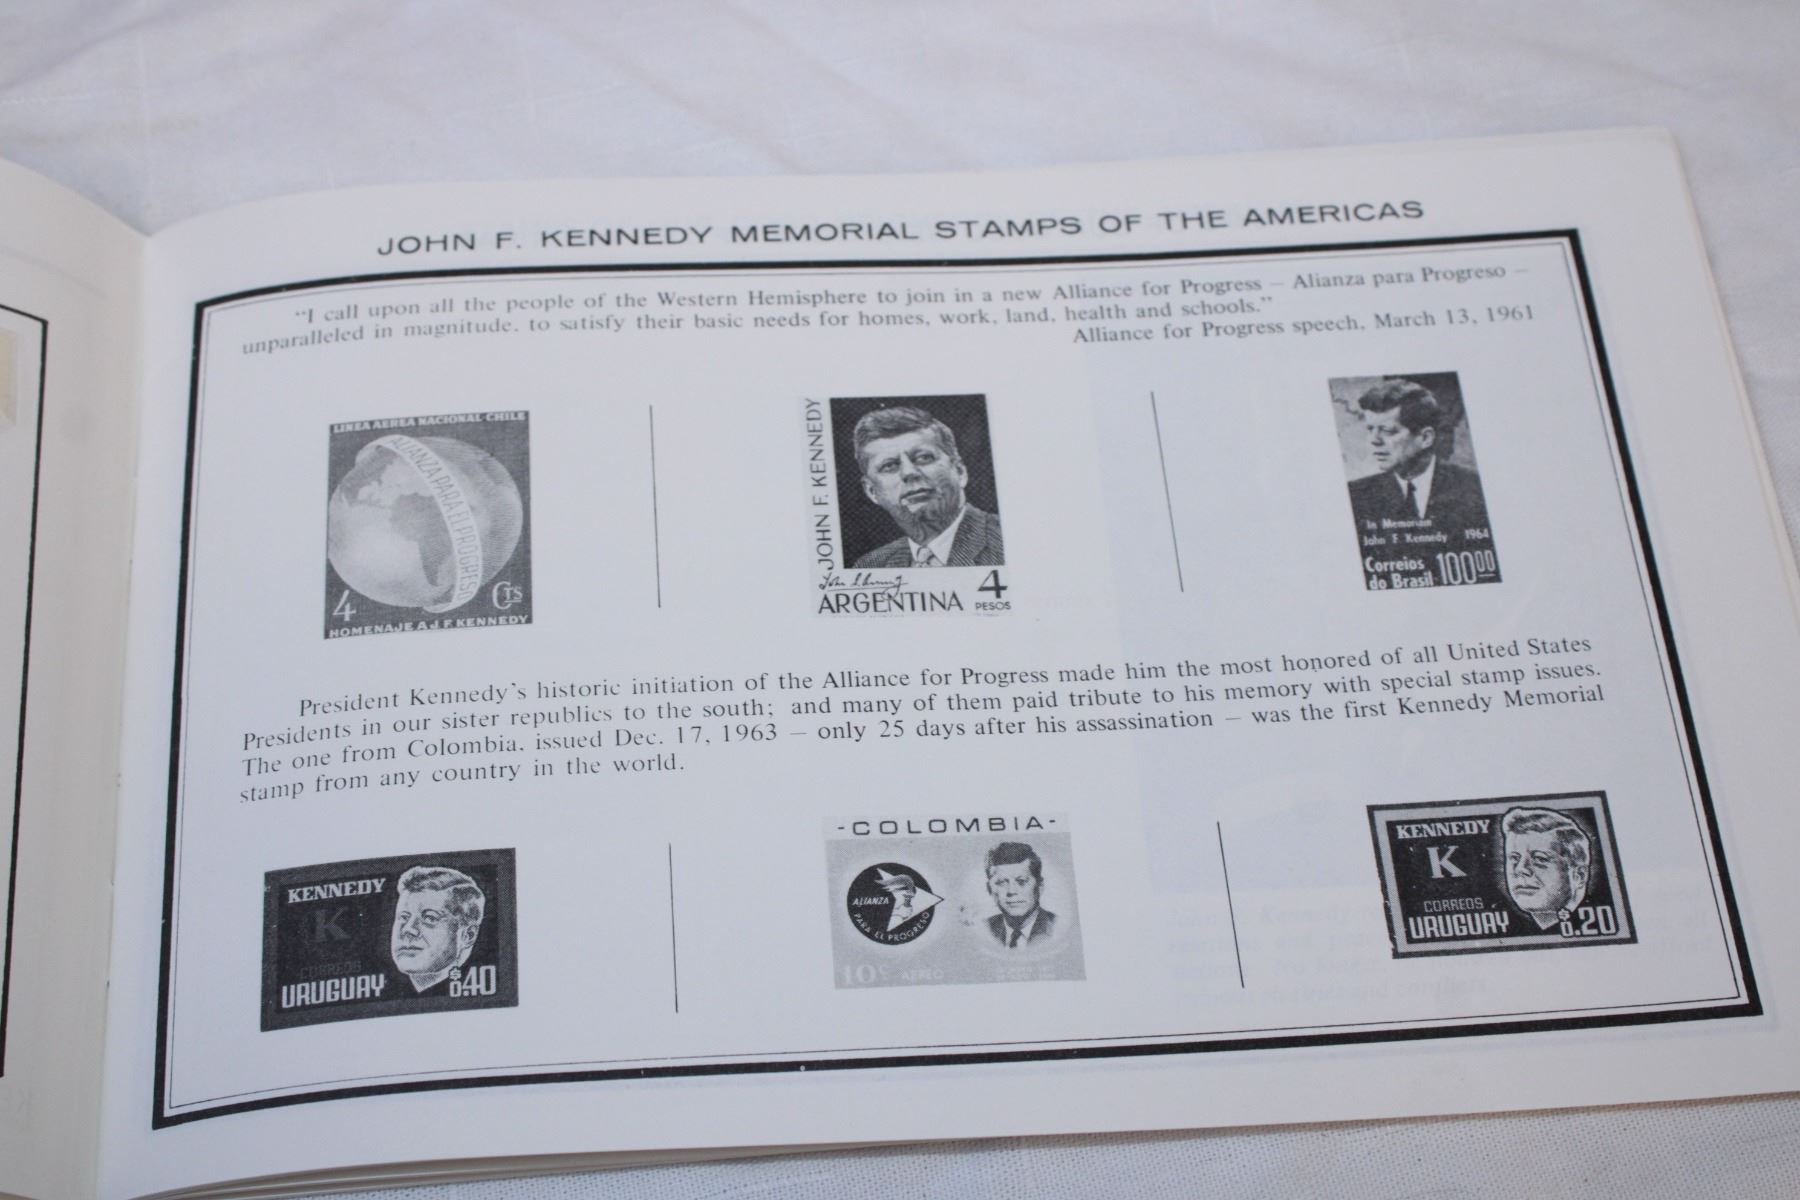 JOHN F. KENNEDY MEMORIAL STAMPS OF THE AMERICAS
"I call upon all the people of the Western Hemisphere to join in a new Alliance for Progress – Alianza para Progreso –
unparalleled in magnitude. to satisfy their basic needs for homes, work, land, health and schools."
Alliance for Progress speech, March 13, 1961
LINEA AEREA NACIONAL CHILE
ALIANZA PARA EL PROGRESO
4 CTS
HOMENAJE A J.F. KENNEDY
JOHN F. KENNEDY
ARGENTINA 4
PESOS
In Memoriam
John F Kennedy 1964
Correios
do Brasil 10000
President Kennedy's historic initiation of the Alliance for Progress made him the most honored of all United States
Presidents in our sister republics to the south; and many of them paid tribute to his memory with special stamp issues.
The one from Colombia. issued Dec. 17, 1963 – only 25 days after his assassination – was the first Kennedy Memorial
stamp from any country in the world.
KENNEDY
K
CORREOS
URUGUAY $0.40
-COLOMBIA-
ALIANZA
PARA EL PROGRESO
10c AEREO
KENNEDY
K
CORREOS
URUGUAY $0.20